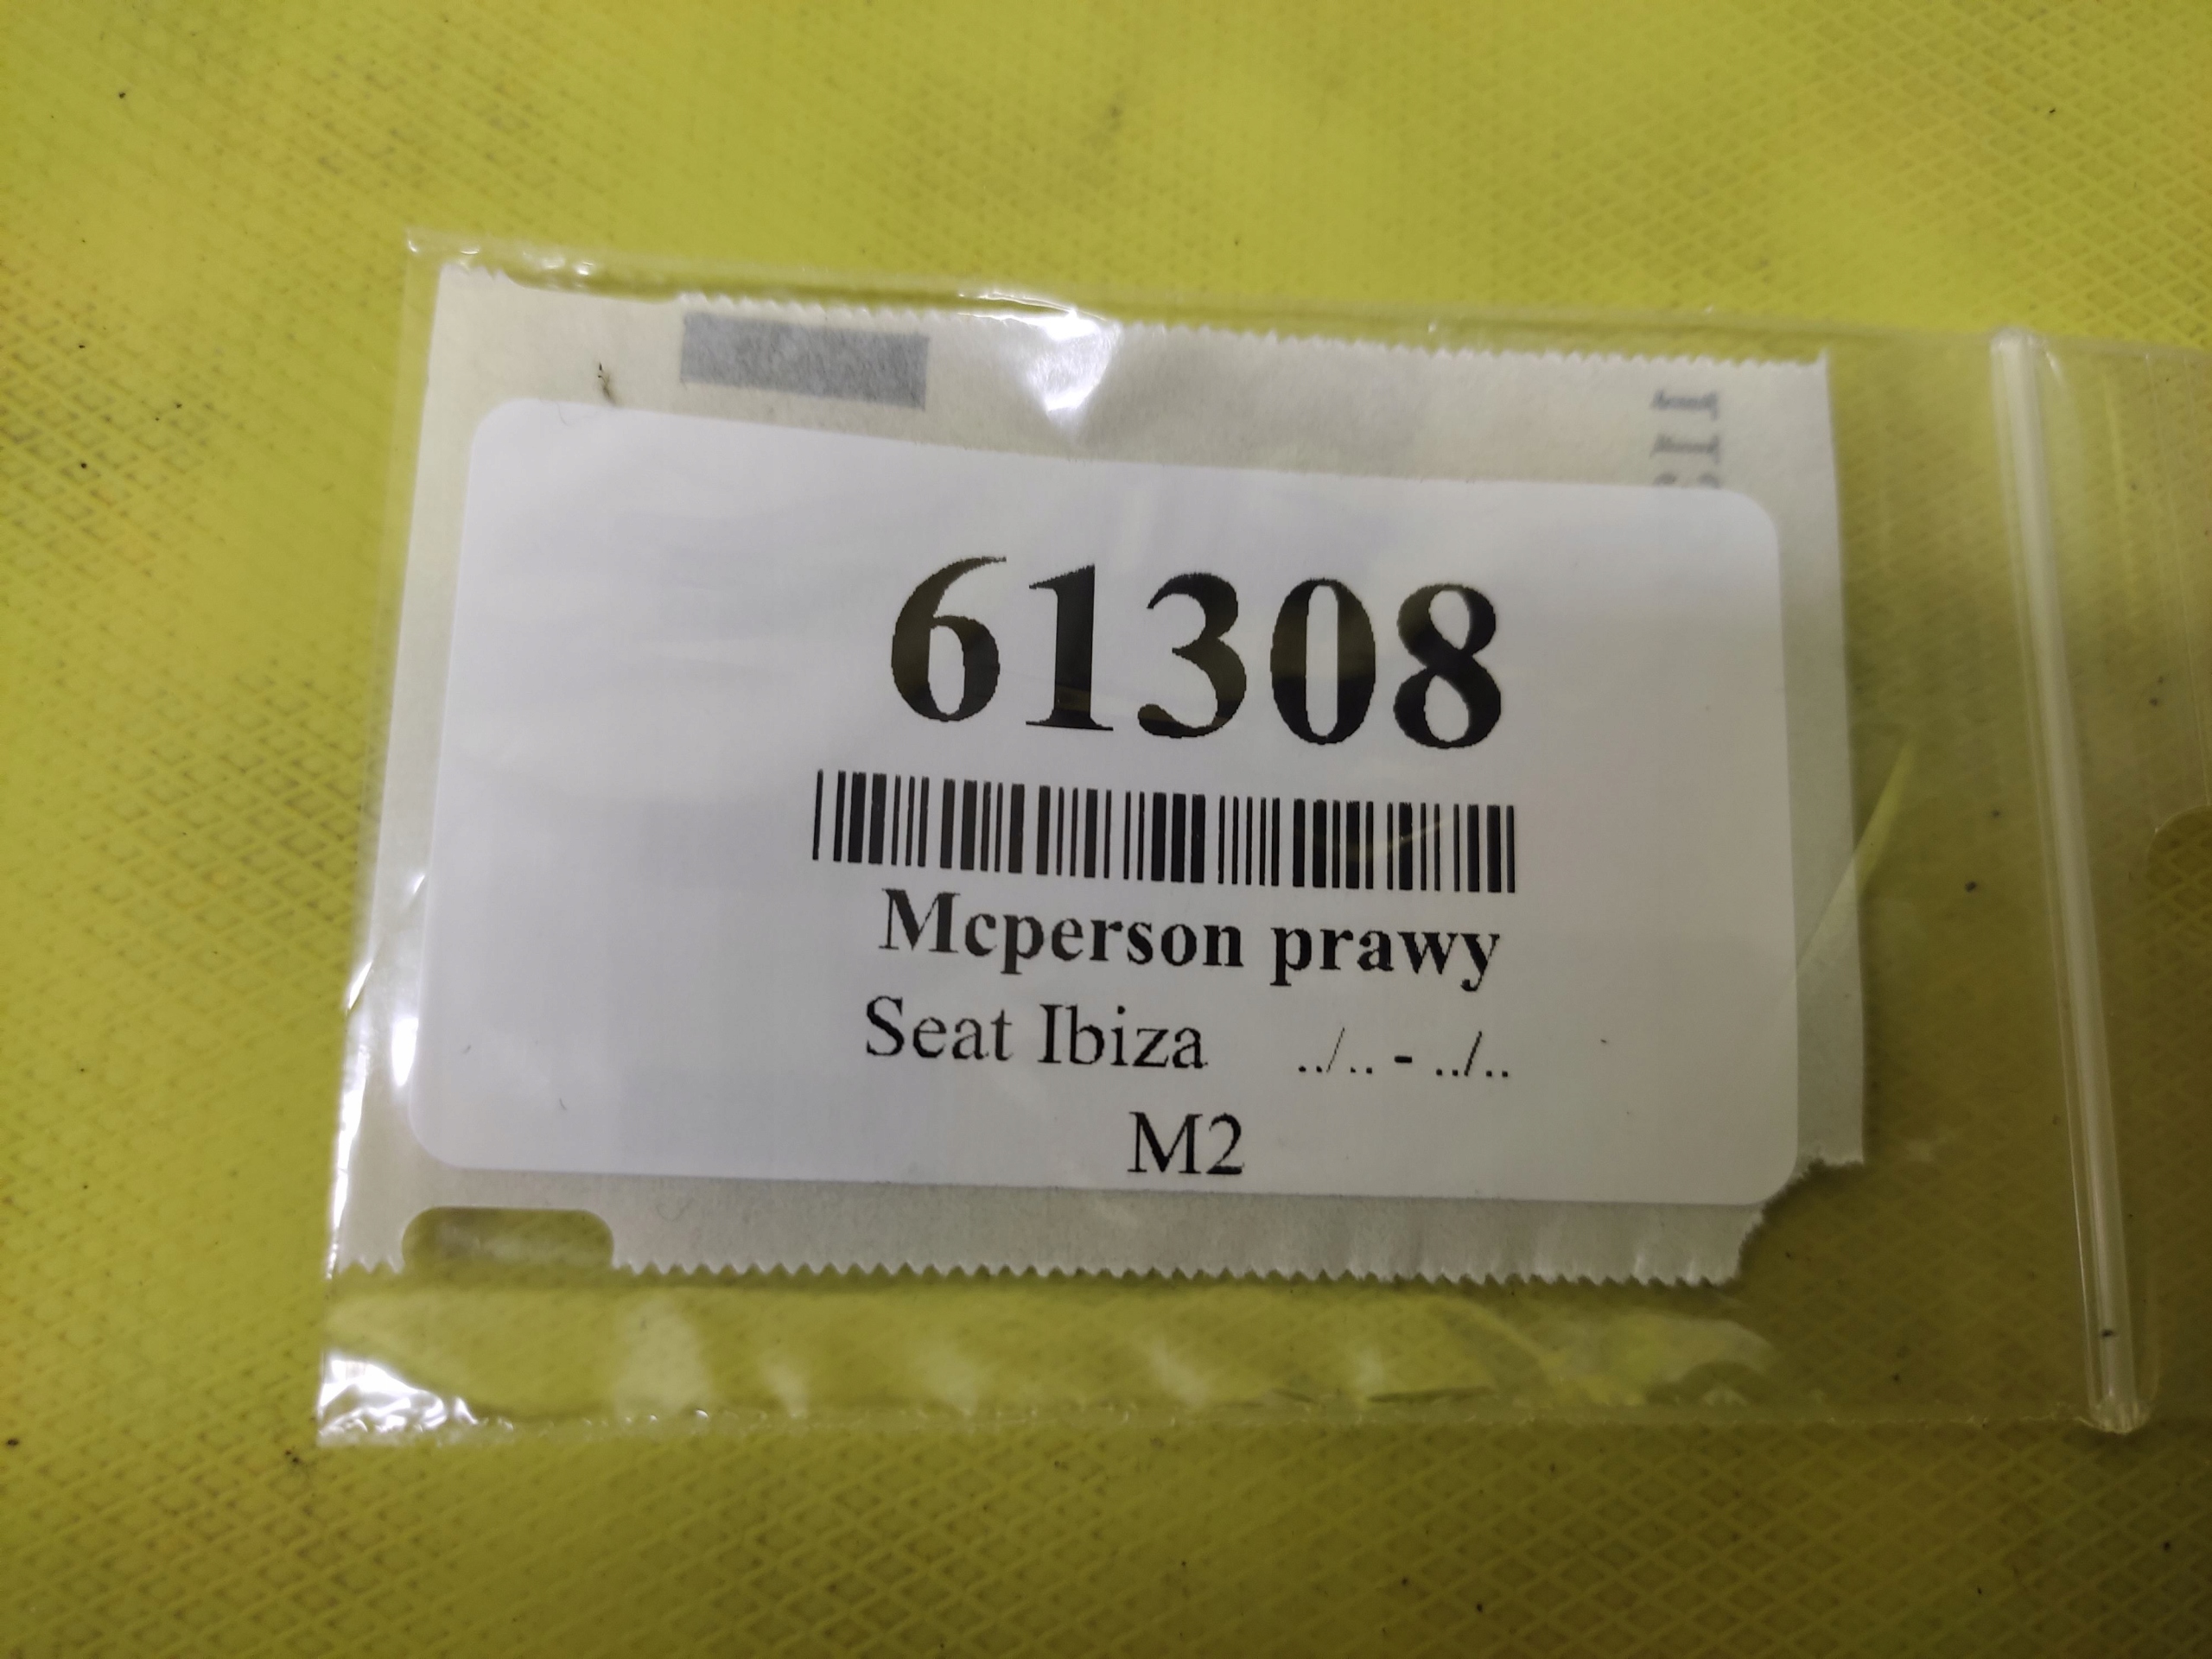 61308
Mcperson prawy
Seat Ibiza ../.. - ../..
M2